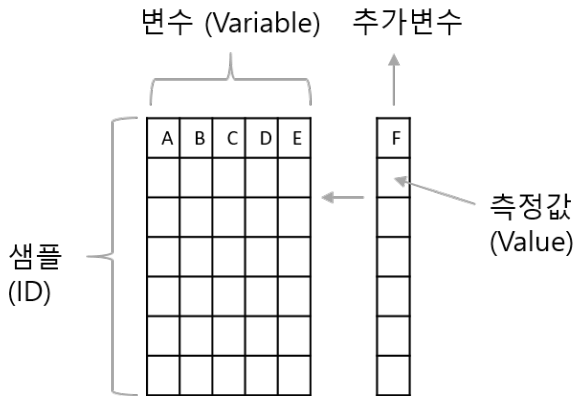 변수 (Variable)
추가변수
A B C D E
F
측정값
(Value)
샘플
(ID)